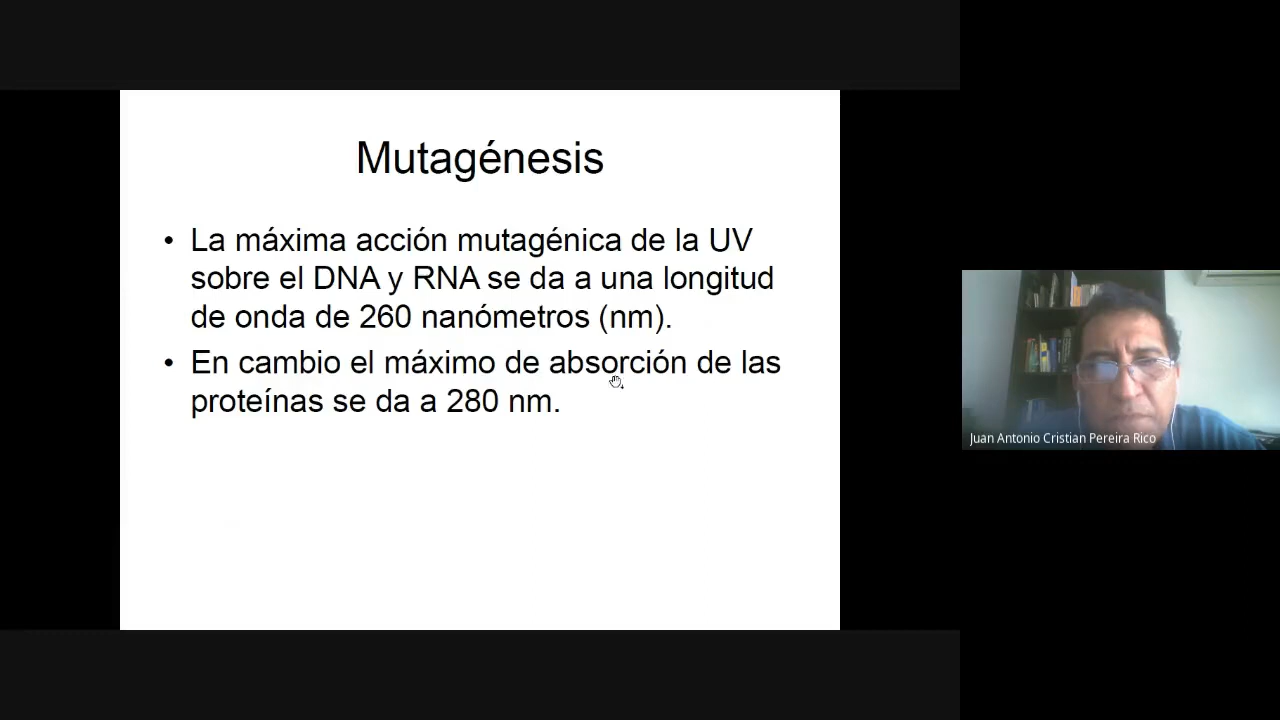 Mutagénesis
• La máxima acción mutagénica de la UV
sobre el DNA y RNA se da a una longitud
de onda de 260 nanómetros (nm).
• En cambio el máximo de absorción de las
proteínas se da a 280 nm.
Juan Antonio Cristian Pereira Rico